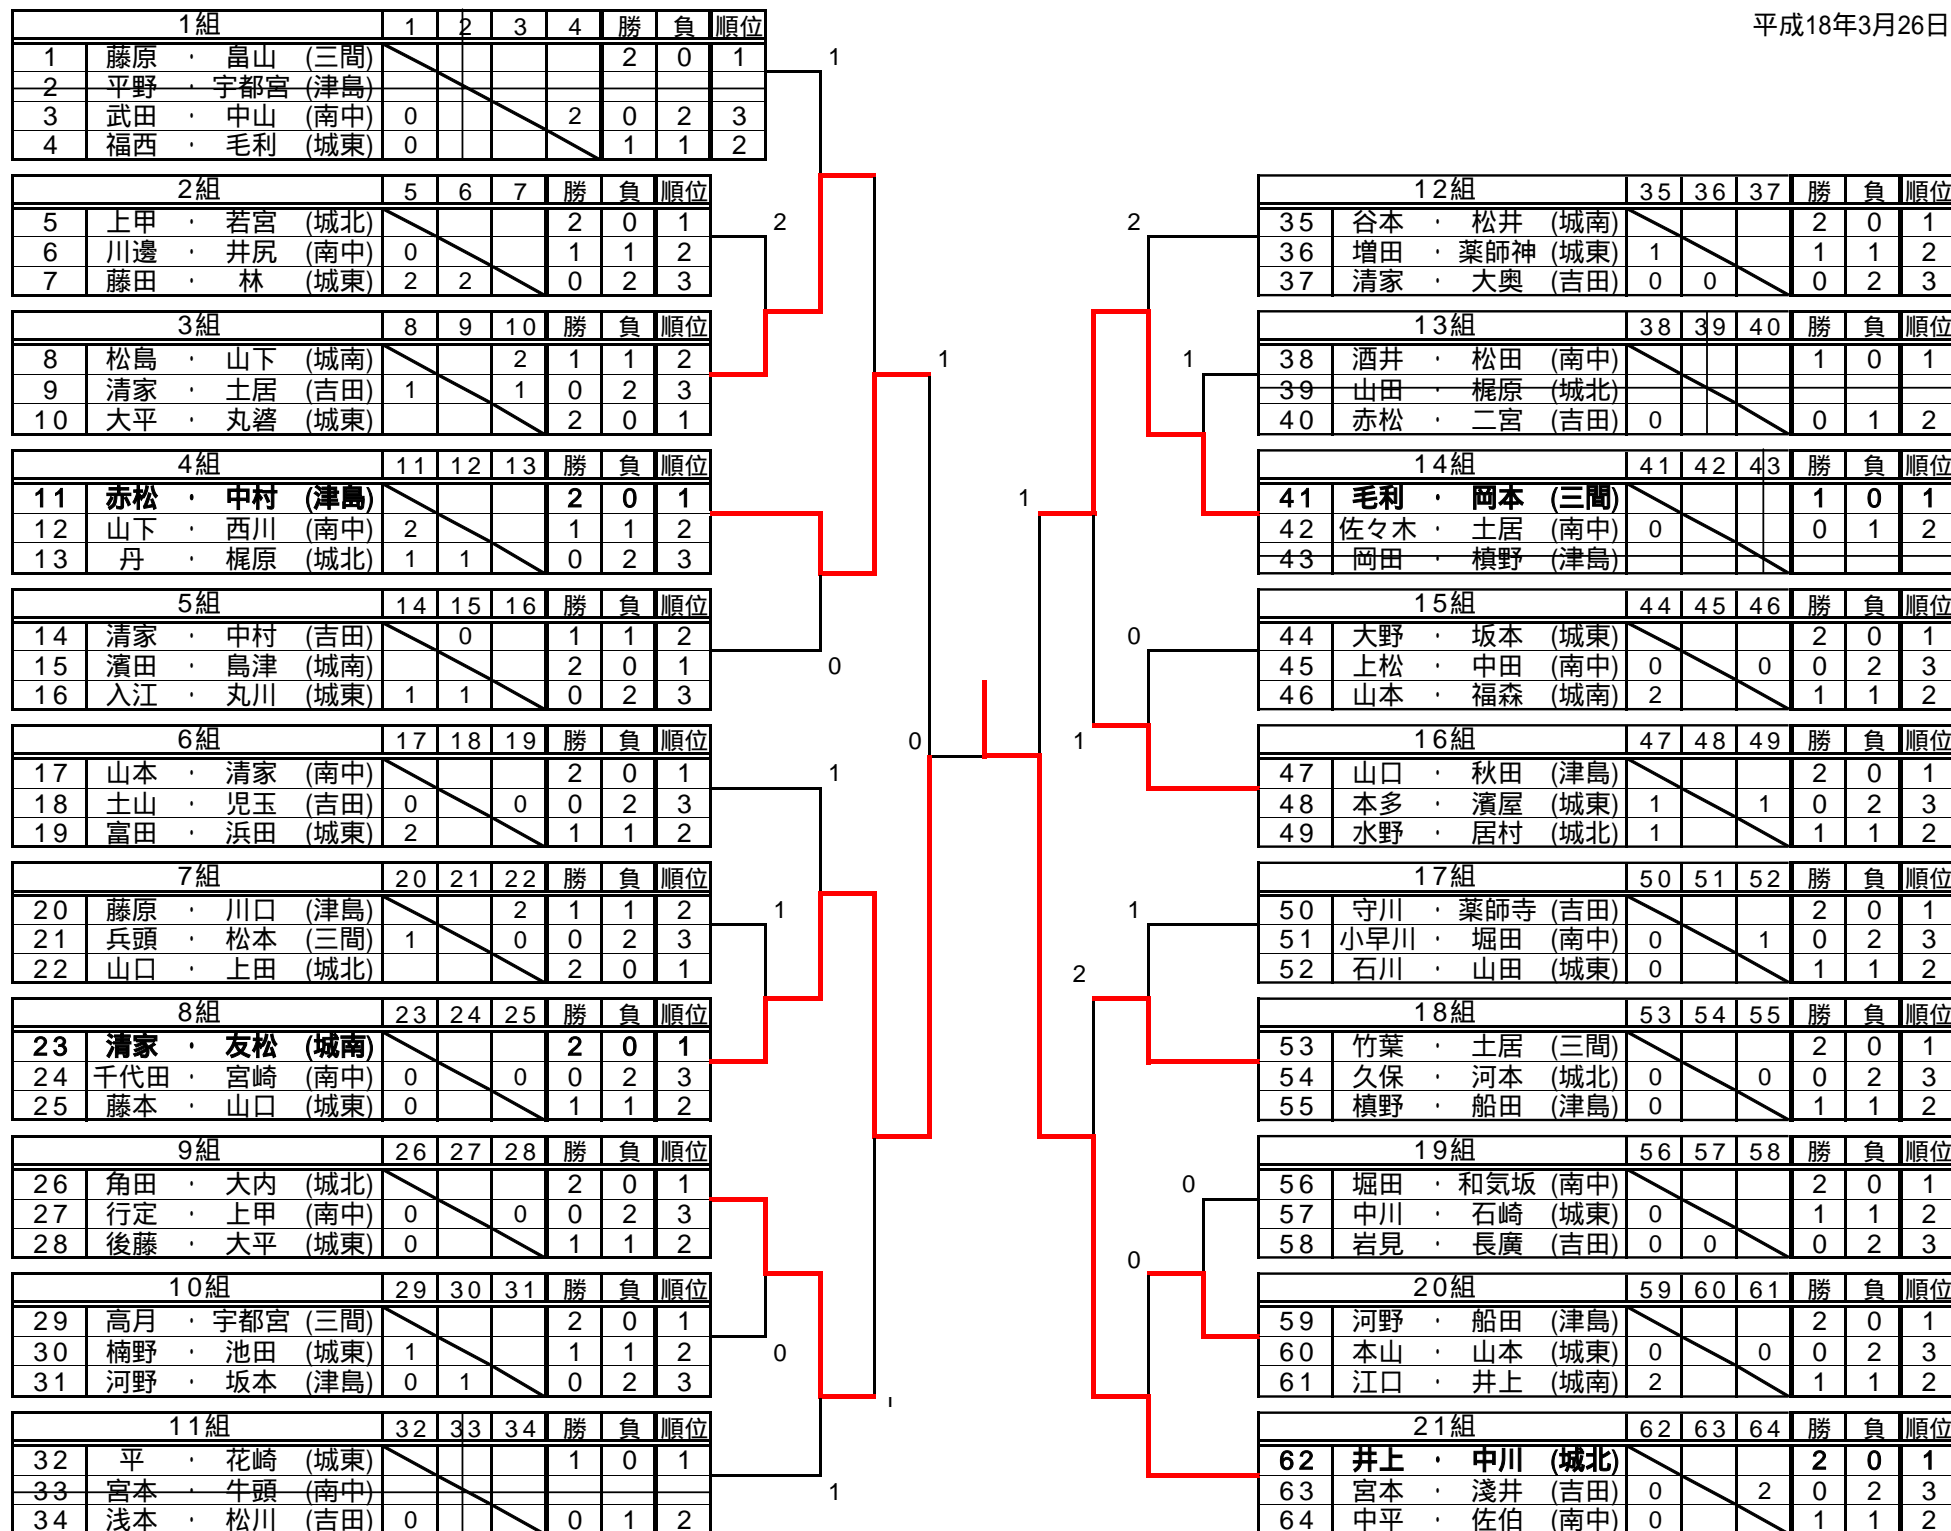 平成18年3月26日
1組 1 2 3 4 勝 負 順位
1 藤原 ・ 畠山 (三間) 2 0 1
2 平野 ・ 宇都宮 (津島)
3 武田 ・ 中山 (南中) 0 2 0 2 3
4 福西 ・ 毛利 (城東) 0 1 1 2
1
2組 5 6 7 勝 負 順位
5 上甲 ・ 若宮 (城北) 2 0 1
6 川邊 ・ 井尻 (南中) 0 1 1 2
7 藤田 ・ 林 (城東) 2 2 0 2 3
2
3組 8 9 10 勝 負 順位
8 松島 ・ 山下 (城南) 2 1 1 2
9 清家 ・ 土居 (吉田) 1 1 0 2 3
10 大平 ・ 丸碆 (城東) 2 0 1
1
4組 11 12 13 勝 負 順位
11 赤松 ・ 中村 (津島) 2 0 1
12 山下 ・ 西川 (南中) 2 1 1 2
13 丹 ・ 梶原 (城北) 1 1 0 2 3
5組 14 15 16 勝 負 順位
14 清家 ・ 中村 (吉田) 0 1 1 2
15 濱田 ・ 島津 (城南) 2 0 1
16 入江 ・ 丸川 (城東) 1 1 0 2 3
0
6組 17 18 19 勝 負 順位
17 山本 ・ 清家 (南中) 2 0 1
18 土山 ・ 児玉 (吉田) 0 0 0 2 3
19 富田 ・ 浜田 (城東) 2 1 1 2
0
1
7組 20 21 22 勝 負 順位
20 藤原 ・ 川口 (津島) 2 1 1 2
21 兵頭 ・ 松本 (三間) 1 0 0 2 3
22 山口 ・ 上田 (城北) 2 0 1
1
8組 23 24 25 勝 負 順位
23 清家 ・ 友松 (城南) 2 0 1
24 千代田 ・ 宮崎 (南中) 0 0 0 2 3
25 藤本 ・ 山口 (城東) 0 1 1 2
9組 26 27 28 勝 負 順位
26 角田 ・ 大内 (城北) 2 0 1
27 行定 ・ 上甲 (南中) 0 0 0 2 3
28 後藤 ・ 大平 (城東) 0 1 1 2
10組 29 30 31 勝 負 順位
29 高月 ・ 宇都宮 (三間) 2 0 1
30 楠野 ・ 池田 (城東) 1 1 1 2
31 河野 ・ 坂本 (津島) 0 1 0 2 3
0
11組 32 33 34 勝 負 順位
32 平 ・ 花崎 (城東) 1 0 1
33 宮本 ・ 牛頭 (南中)
34 浅本 ・ 松川 (吉田) 0 0 1 2
1
12組 35 36 37 勝 負 順位
35 谷本 ・ 松井 (城南) 2 0 1
36 増田 ・ 薬師神 (城東) 1 1 1 2
37 清家 ・ 大奥 (吉田) 0 0 0 2 3
2
13組 38 39 40 勝 負 順位
38 酒井 ・ 松田 (南中) 1 0 1
39 山田 ・ 梶原 (城北)
40 赤松 ・ 二宮 (吉田) 0 0 1 2
1
14組 41 42 43 勝 負 順位
41 毛利 ・ 岡本 (三間) 1 0 1
42 佐々木 ・ 土居 (南中) 0 0 1 2
43 岡田 ・ 槙野 (津島)
1
15組 44 45 46 勝 負 順位
44 大野 ・ 坂本 (城東) 2 0 1
45 上松 ・ 中田 (南中) 0 0 0 2 3
46 山本 ・ 福森 (城南) 2 1 1 2
0
16組 47 48 49 勝 負 順位
47 山口 ・ 秋田 (津島) 2 0 1
48 本多 ・ 濱屋 (城東) 1 1 0 2 3
49 水野 ・ 居村 (城北) 1 1 1 2
1
17組 50 51 52 勝 負 順位
50 守川 ・ 薬師寺 (吉田) 2 0 1
51 小早川 ・ 堀田 (南中) 0 1 0 2 3
52 石川 ・ 山田 (城東) 0 1 1 2
1
2
18組 53 54 55 勝 負 順位
53 竹葉 ・ 土居 (三間) 2 0 1
54 久保 ・ 河本 (城北) 0 0 0 2 3
55 槙野 ・ 船田 (津島) 0 1 1 2
19組 56 57 58 勝 負 順位
56 堀田 ・ 和気坂 (南中) 2 0 1
57 中川 ・ 石崎 (城東) 0 1 1 2
58 岩見 ・ 長廣 (吉田) 0 0 0 2 3
0
0
20組 59 60 61 勝 負 順位
59 河野 ・ 船田 (津島) 2 0 1
60 本山 ・ 山本 (城東) 0 0 0 2 3
61 江口 ・ 井上 (城南) 2 1 1 2
21組 62 63 64 勝 負 順位
62 井上 ・ 中川 (城北) 2 0 1
63 宮本 ・ 淺井 (吉田) 0 2 0 2 3
64 中平 ・ 佐伯 (南中) 0 1 1 2